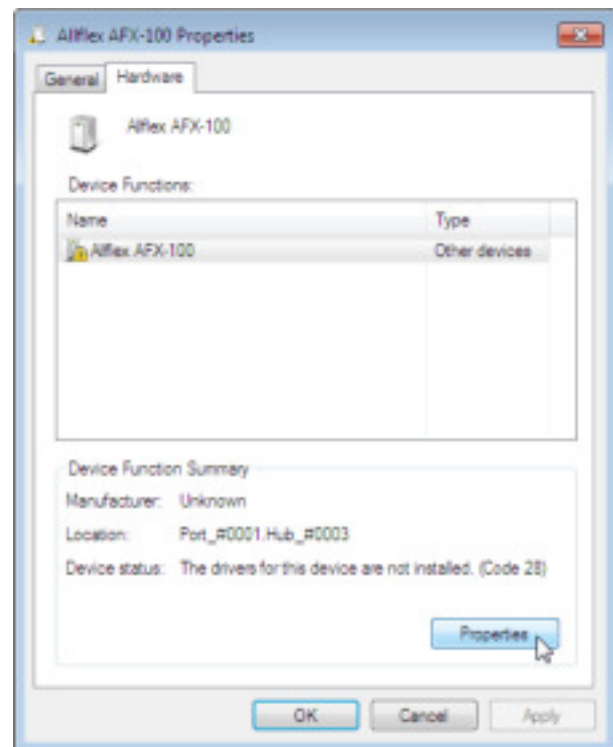 Allflex AFX-100 Properties
General Hardware
Allflex AFX-100
Device Functions:
Name Type
Allflex AFX-100 Other devices
Device Function Summary
Manufacturer: Unknown
Location: Port_#0001.Hub_#0003
Device status: The drivers for this device are not installed. (Code 28)
Properties
OK Cancel Apply